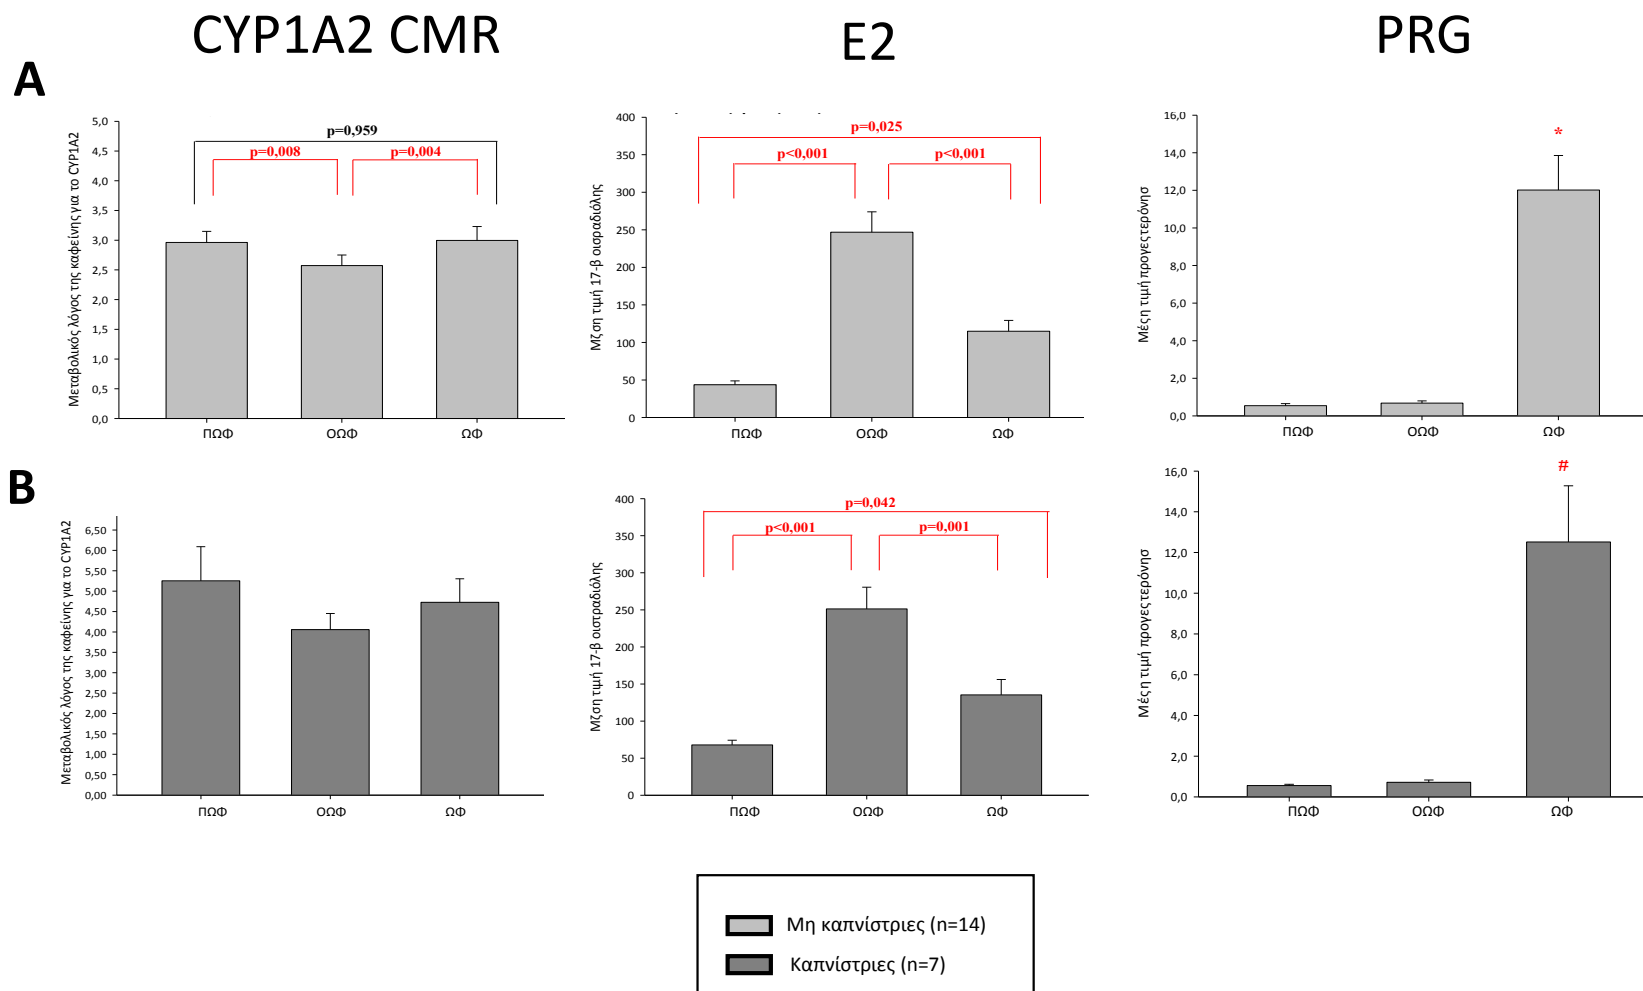 CYP1A2 CMR
E2
PRG
A
Μεταβολικός λόγος της καφείνης για το CYP1A2
5,0
4,5
4,0
3,5
3,0
2,5
2,0
1,5
1,0
0,5
0,0
p=0,959
p=0,008
p=0,004
ΠΩΦ
ΟΩΦ
ΩΦ
Μζση τιμή 17-β οισραδιόλης
400
350
300
250
200
150
100
50
0
p=0,025
p<0,001
p<0,001
ΠΩΦ
ΟΩΦ
ΩΦ
Μέςη τιμή προγεςτερόνησ
16,0
14,0
12,0
10,0
8,0
6,0
4,0
2,0
0,0
*
ΠΩΦ
ΟΩΦ
ΩΦ
B
Μεταβολικός λόγος της καφείνης για το CYP1A2
6,50
6,00
5,50
5,00
4,50
4,00
3,50
3,00
2,50
2,00
1,50
1,00
0,50
0,00
ΠΩΦ
ΟΩΦ
ΩΦ
Μζση τιμή 17-β οιστραδιόλης
400
350
300
250
200
150
100
50
0
p=0,042
p<0,001
p=0,001
ΠΩΦ
ΟΩΦ
ΩΦ
Μέςη τιμή προγεςτερόνησ
16,0
14,0
12,0
10,0
8,0
6,0
4,0
2,0
0,0
#
ΠΩΦ
ΟΩΦ
ΩΦ
Μη καπνίστριες (n=14)
Καπνίστριες (n=7)